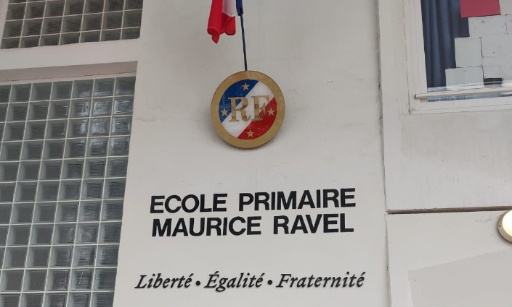 RF
ECOLE PRIMAIRE
MAURICE RAVEL
Liberté • Égalité • Fraternité